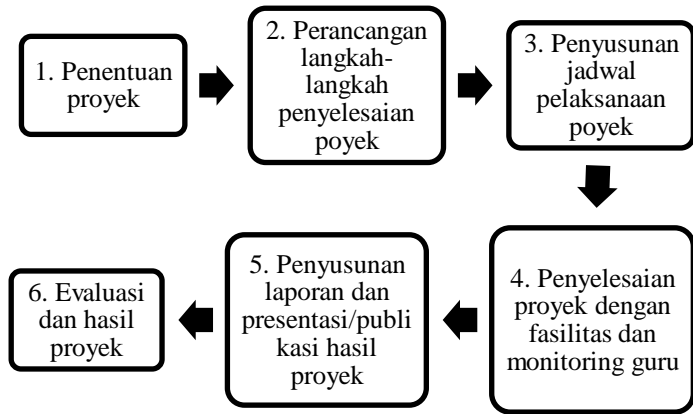 1. Penentuan
proyek
2. Perancangan
langkah-
langkah
penyelesaian
poyek
3. Penyusunan
jadwal
pelaksanaan
poyek
4. Penyelesaian
proyek dengan
fasilitas dan
monitoring guru
5. Penyusunan
laporan dan
presentasi/publi
kasi hasil
proyek
6. Evaluasi
dan hasil
proyek